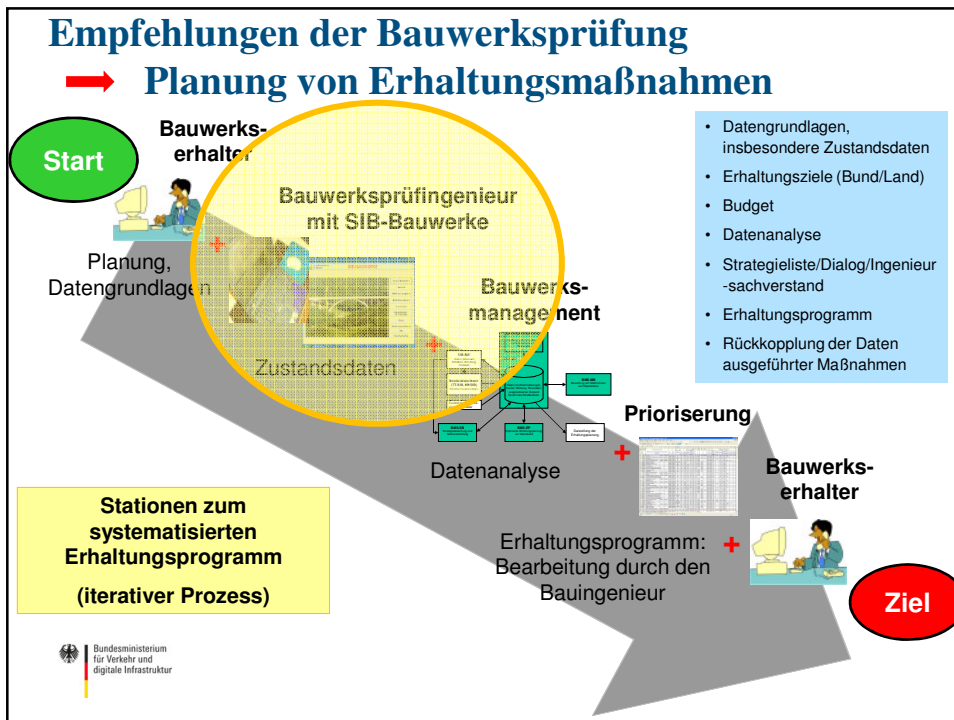 Empfehlungen der Bauwerksprüfung
Planung von Erhaltungsmaßnahmen
Start
Bauwerks-
erhalter
Planung,
Datengrundlagen
Bauwerksprüfingenieur
mit SIB-Bauwerke
Zustandsdaten
Bauwerks-
management
Datenanalyse
Priorisierung
Bauwerks-
erhalter
Erhaltungsprogramm:
Bearbeitung durch den
Bauingenieur
Ziel
• Datengrundlagen,
insbesondere Zustandsdaten
• Erhaltungsziele (Bund/Land)
• Budget
• Datenanalyse
• Strategieliste/Dialog/Ingenieur
-sachverstand
• Erhaltungsprogramm
• Rückkopplung der Daten
ausgeführter Maßnahmen
Stationen zum
systematisierten
Erhaltungsprogramm
(iterativer Prozess)
Bundesministerium
für Verkehr und
digitale Infrastruktur